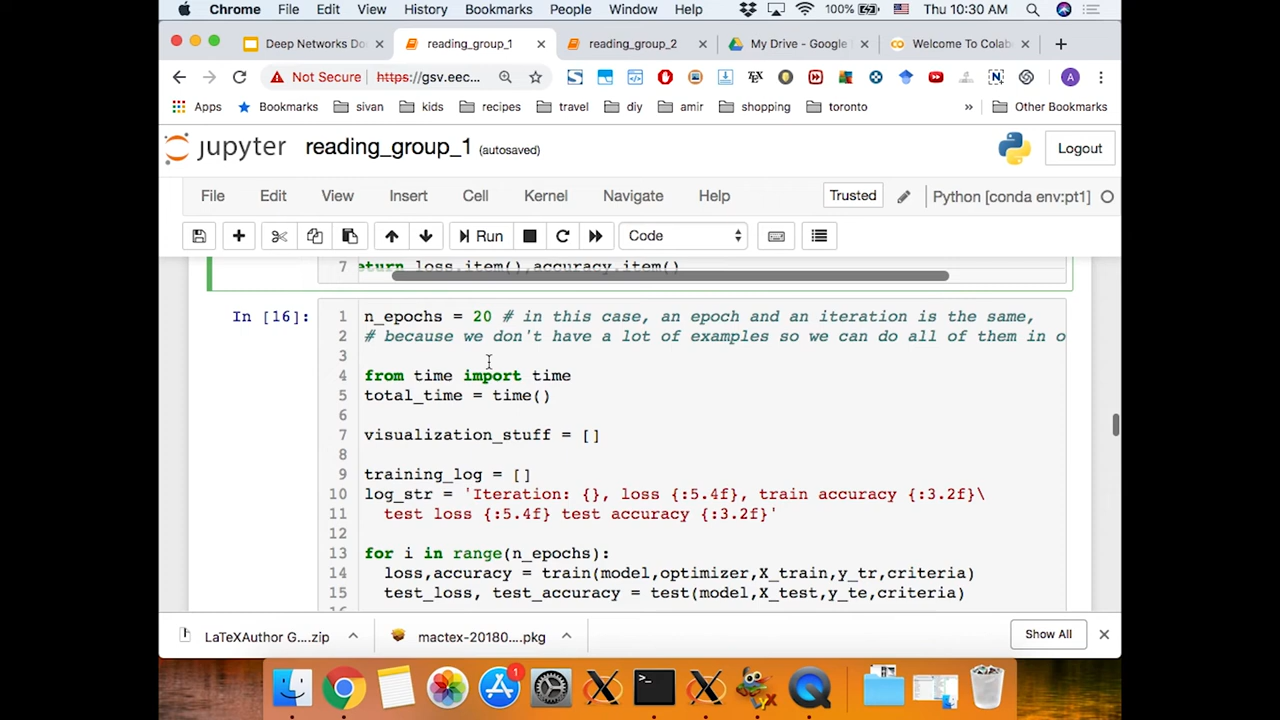 Chrome File Edit View History Bookmarks People Window Help 100% Thu 10:30 AM
Deep Networks Do reading_group_1 reading_group_2 My Drive - Google Welcome To Colab
Not Secure https://gsv.eec... A
Apps Bookmarks sivan kids recipes travel diy amir shopping toronto » Other Bookmarks
jupyter reading_group_1 (autosaved) Logout
File Edit View Insert Cell Kernel Navigate Help Trusted Python [conda env:pt1]
Run Code
7 eturn loss.item(),accuracy.item()
In [16]: 1 n_epochs = 20 # in this case, an epoch and an iteration is the same,
2 # because we don't have a lot of examples so we can do all of them in o
3
4 from time import time
5 total_time = time()
6
7 visualization_stuff = []
8
9 training_log = []
10 log_str = 'Iteration: {}, loss {:5.4f}, train accuracy {:3.2f}\
11 test loss {:5.4f} test accuracy {:3.2f}'
12
13 for i in range(n_epochs):
14 loss,accuracy = train(model,optimizer,X_train,y_tr,criteria)
15 test_loss, test_accuracy = test(model,X_test,y_te,criteria)
LaTeXAuthor G....zip mactex-20180....pkg Show All
1